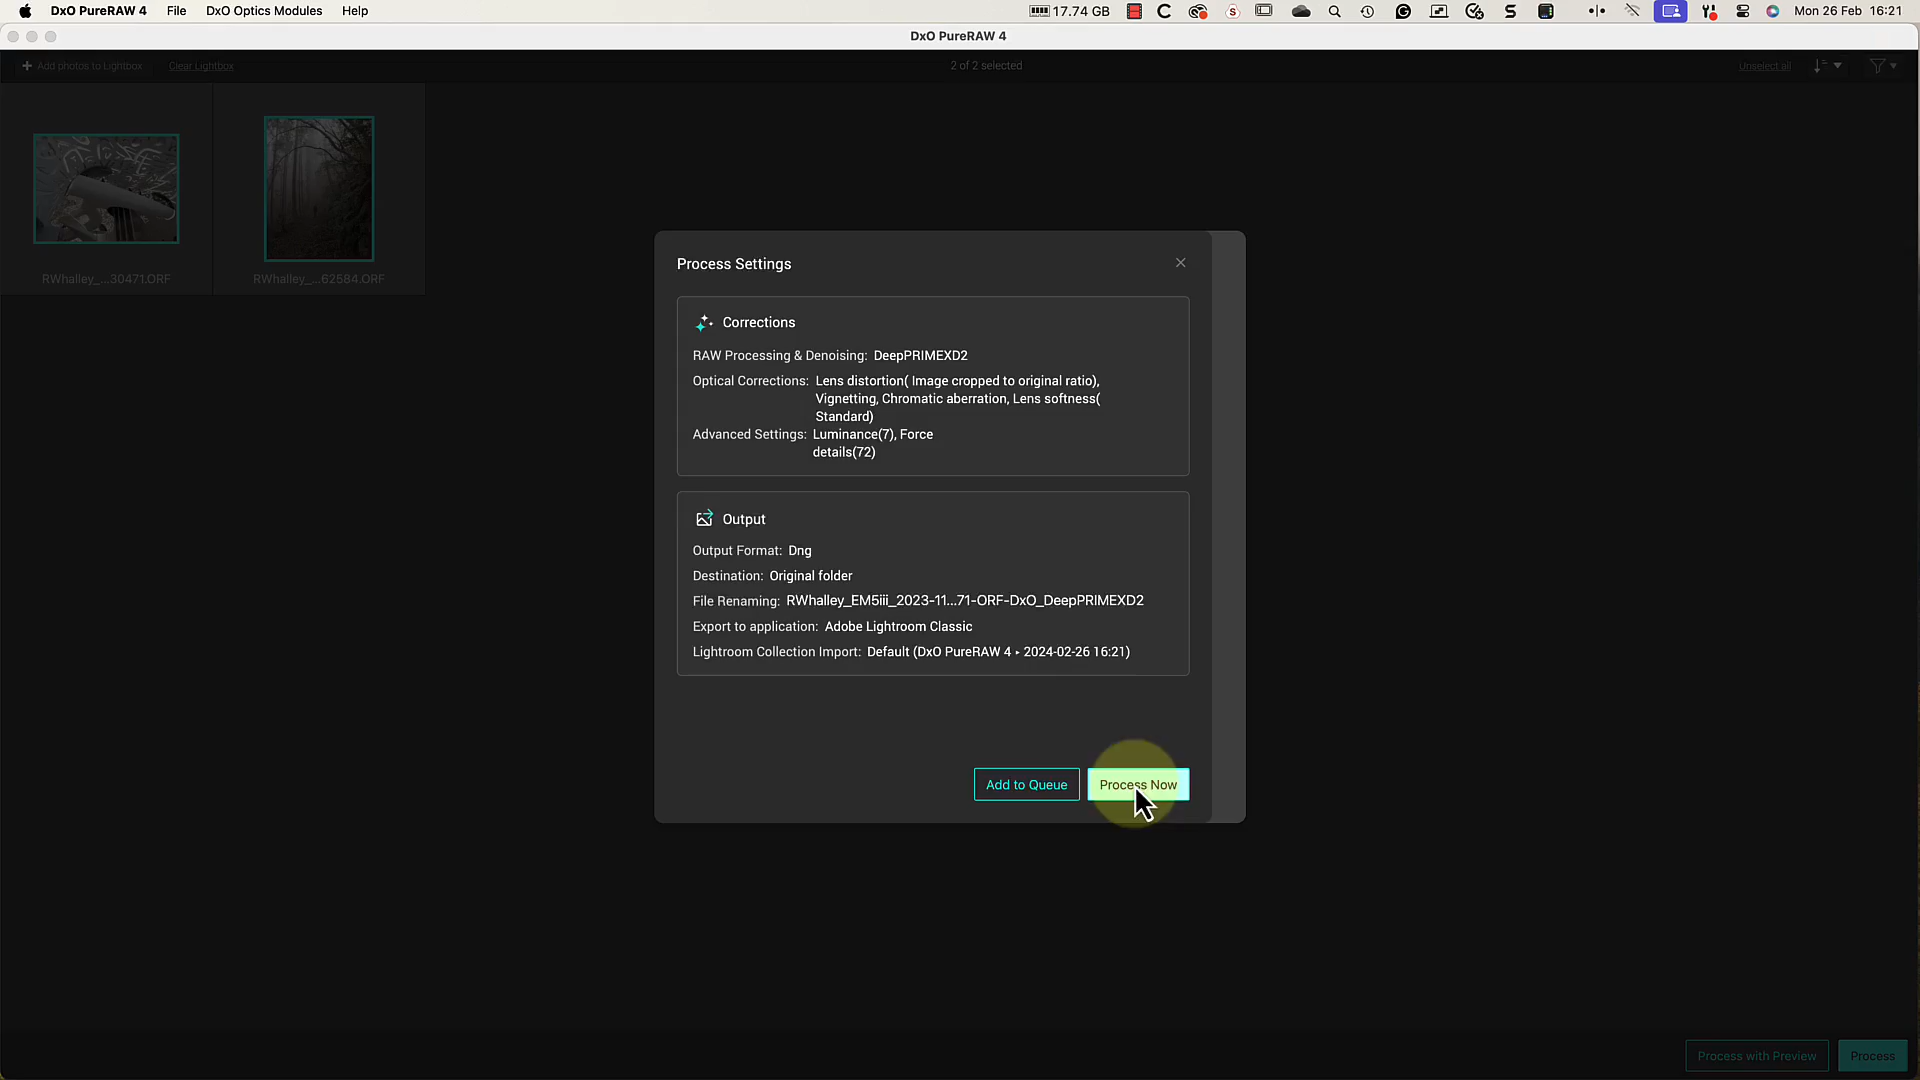 DxO PureRAW 4 File DxO Optics Modules Help 17.74 GB Mon 26 Feb 16:21
DxO PureRAW 4
Add photos to Lightbox Clear Lightbox 2 of 2 selected Unselect all
RWhalley_...30471.ORF RWhalley_...62584.ORF
Process Settings
Corrections
RAW Processing & Denoising: DeepPRIMEXD2
Optical Corrections: Lens distortion( Image cropped to original ratio),
Vignetting, Chromatic aberration, Lens softness(
Standard)
Advanced Settings: Luminance(7), Force
details(72)
Output
Output Format: Dng
Destination: Original folder
File Renaming: RWhalley_EM5iii_2023-11...71-ORF-DxO_DeepPRIMEXD2
Export to application: Adobe Lightroom Classic
Lightroom Collection Import: Default (DxO PureRAW 4 ‣ 2024-02-26 16:21)
Add to Queue Process Now
Process with Preview Process